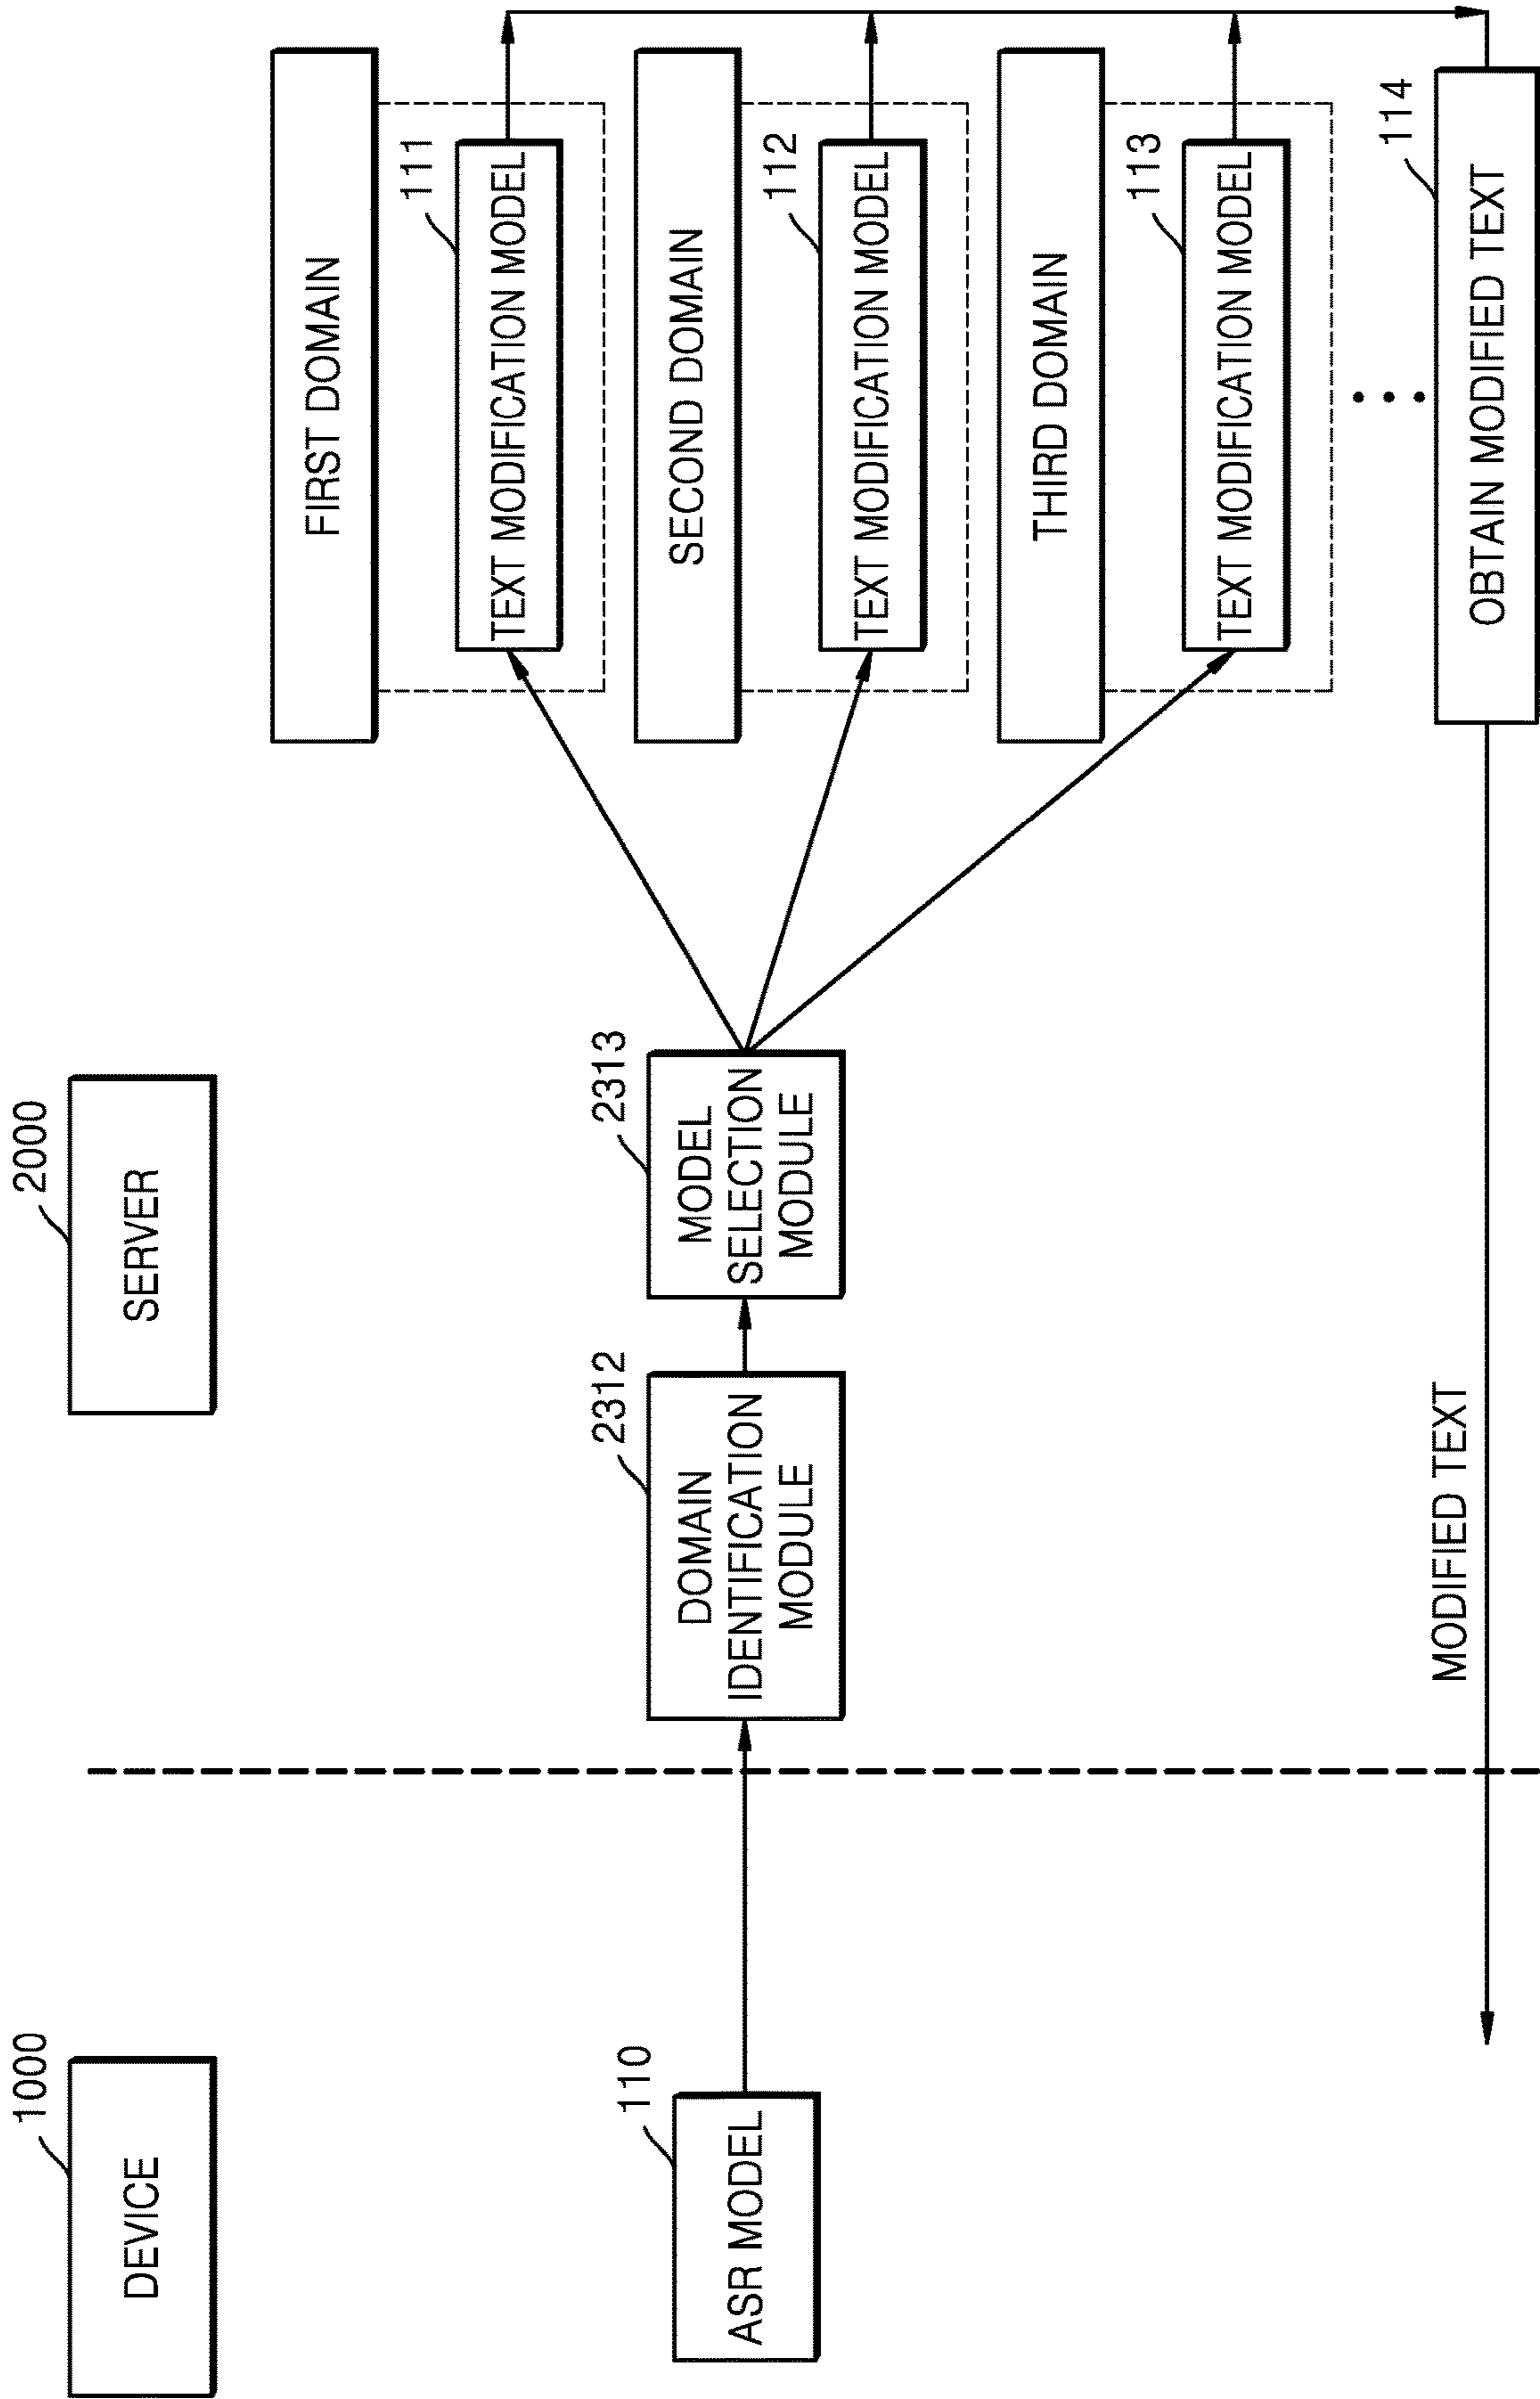 1000
DEVICE
2000
SERVER
110
ASR MODEL
2312
DOMAIN
IDENTIFICATION
MODULE
2313
MODEL
SELECTION
MODULE
FIRST DOMAIN
111
TEXT MODIFICATION MODEL
SECOND DOMAIN
112
TEXT MODIFICATION MODEL
THIRD DOMAIN
113
TEXT MODIFICATION MODEL
114
OBTAIN MODIFIED TEXT
MODIFIED TEXT